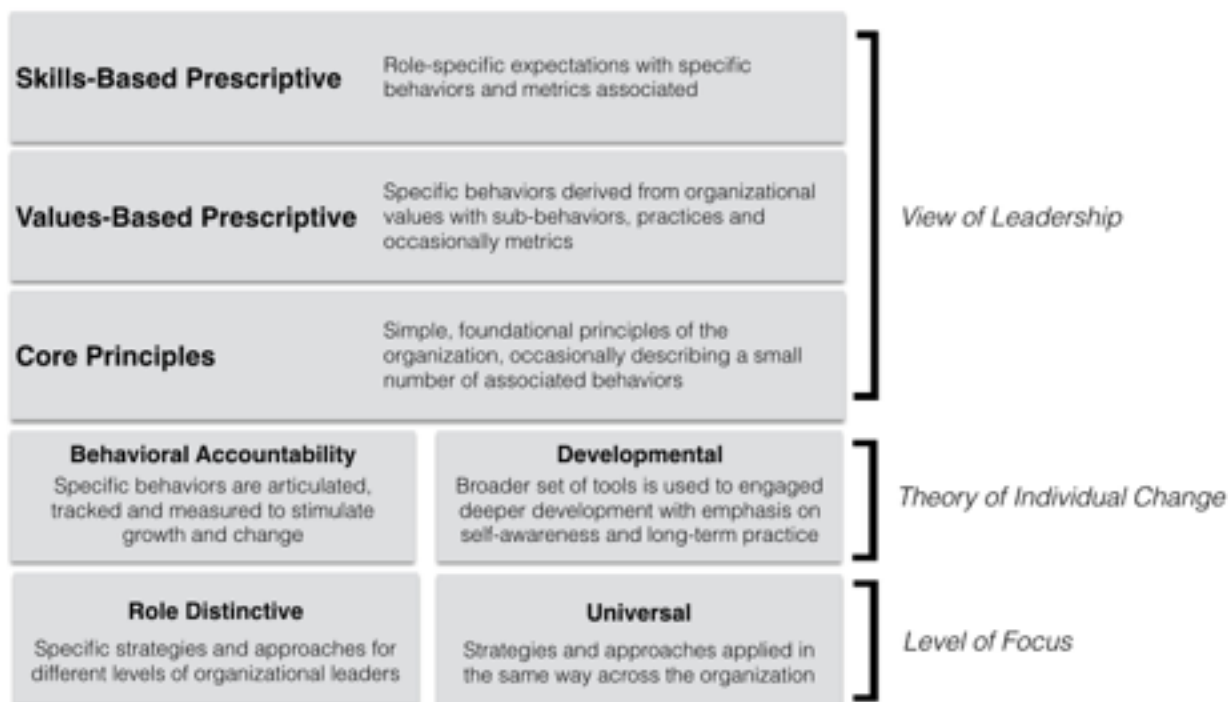 Skills-Based Prescriptive
Role-specific expectations with specific
behaviors and metrics associated
Values-Based Prescriptive
Specific behaviors derived from organizational
values with sub-behaviors, practices and
occasionally metrics
View of Leadership
Core Principles
Simple, foundational principles of the
organization, occasionally describing a small
number of associated behaviors
Behavioral Accountability
Specific behaviors are articulated,
tracked and measured to stimulate
growth and change
Developmental
Broader set of tools is used to engaged
deeper development with emphasis on
self-awareness and long-term practice
Theory of Individual Change
Role Distinctive
Specific strategies and approaches for
different levels of organizational leaders
Universal
Strategies and approaches applied in
the same way across the organization
Level of Focus